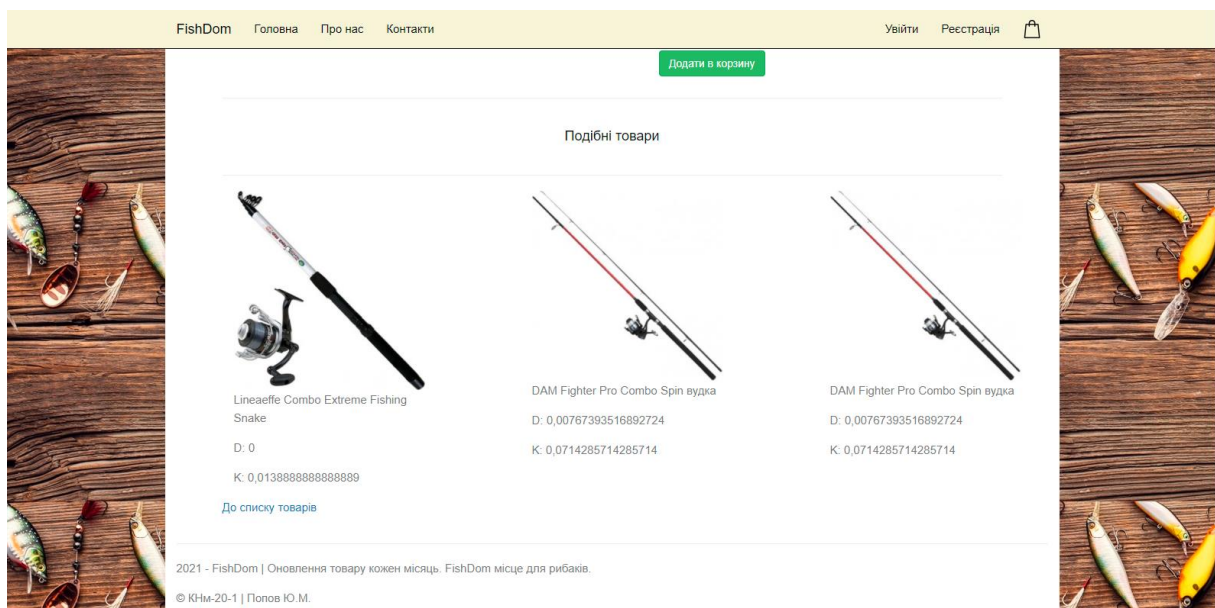 FishDom Головна Про нас Контакти Увійти Реєстрація
Додати в корзину
Подібні товари
Lineaeffe Combo Extreme Fishing
Snake
D: 0
K: 0,0138888888888889
DAM Fighter Pro Combo Spin вудка
D: 0,00767393516892724
K: 0,0714285714285714
DAM Fighter Pro Combo Spin вудка
D: 0,00767393516892724
K: 0,0714285714285714
До списку товарів
2021 - FishDom | Оновлення товару кожен місяць. FishDom місце для рибаків.
© КНм-20-1 | Попов Ю.М.